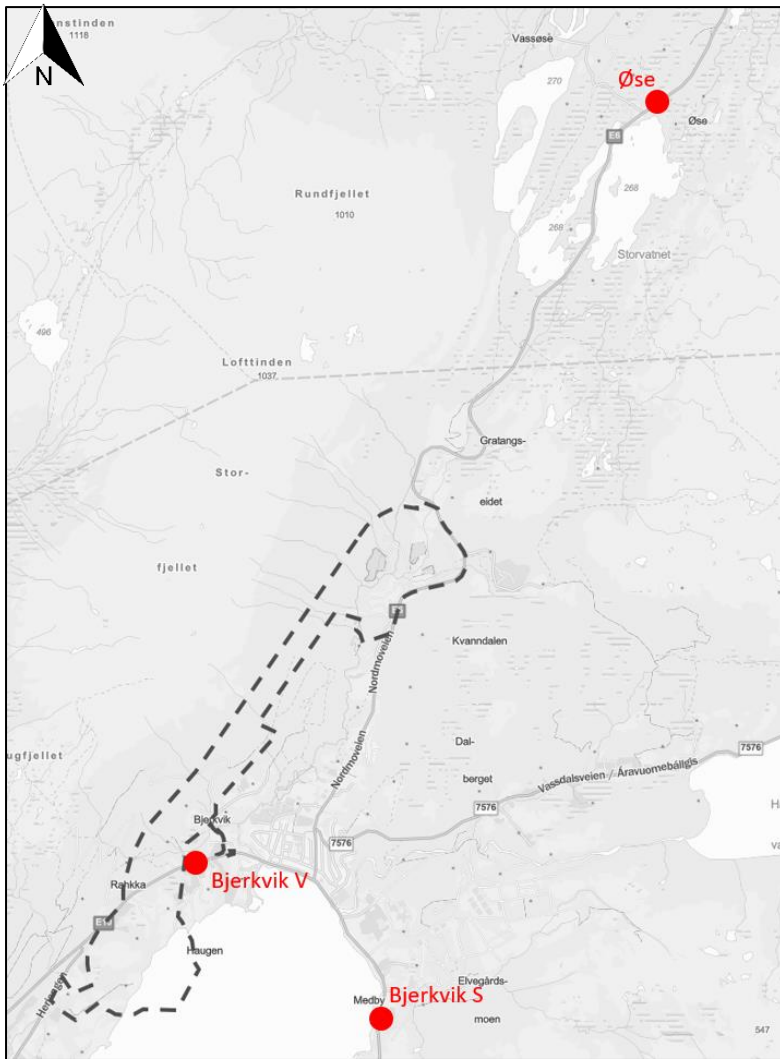 nstinden
1118
Vassøse
Øse
270
E6
Øse
268
Rundfjellet
1010
268
Storvatnet
496
Lofttinden
1037
Gratangs-
Stor-
eidet
fjellet
Kvanndalen
Nordmoveien
Nordmoveien
Dal-
berget
ugfjellet
7576
Vassdalsveien / Áravuomebálggis
7576
Bjerkvik
7576
Rahkka
Bjerkvik V
Haugen
Herjangen
Medby
Bjerkvik S
Elvegårds-
moen
547
N